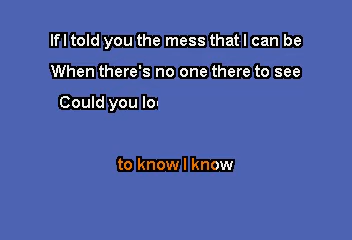 If I told you the mess that I can be
When there's no one there to see
Could you
to know I know